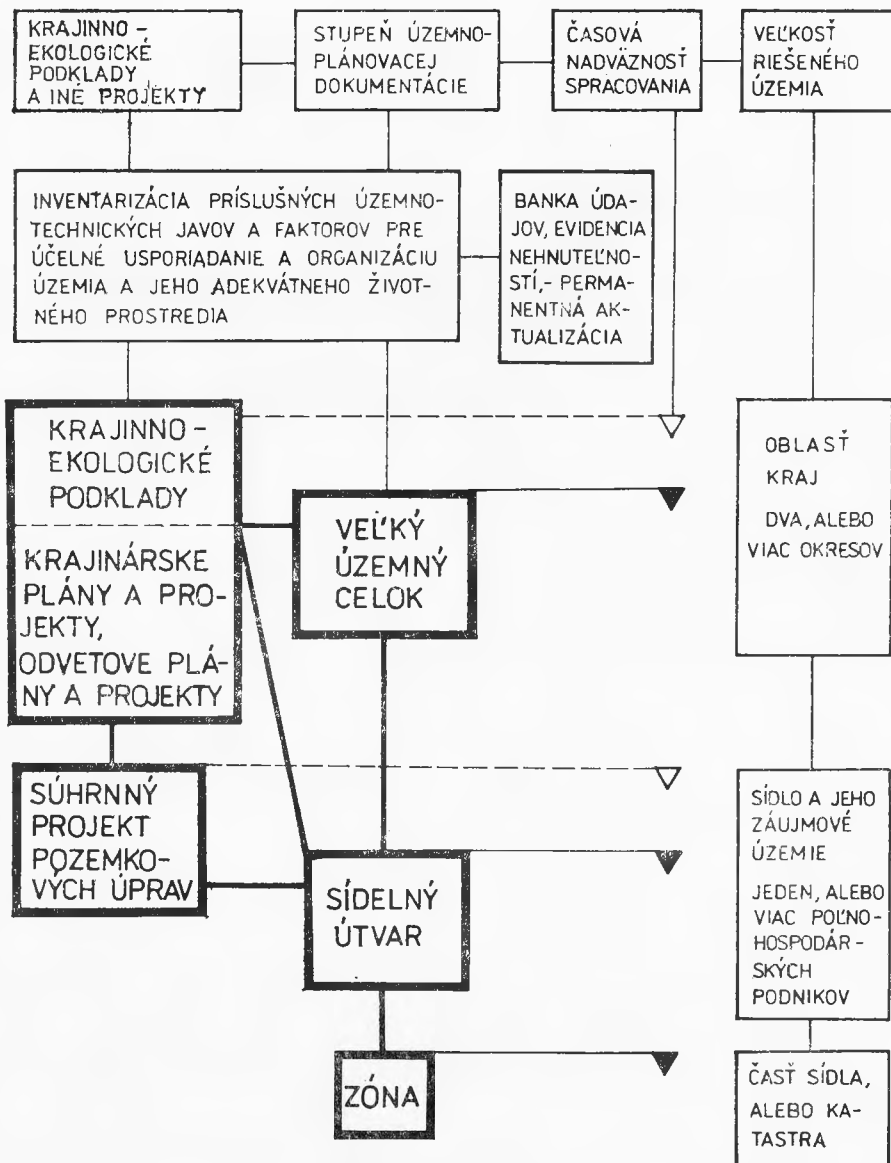 KRAJINNO-
EKOLOGICKÉ
PODKLADY
A INÉ PROJEKTY
STUPEŇ ÚZEMNO-
PLÁNOVACEJ
DOKUMENTÁCIE
ČASOVÁ
NADVÄZNOSŤ
SPRACOVANIA
VEĽKOSŤ
RIEŠENÉHO
ÚZEMIA
INVENTARIZÁCIA PRÍSLUŠNÝCH ÚZEMNO-
TECHNICKÝCH JAVOV A FAKTOROV PRE
ÚČELNÉ USPORIADANIE A ORGANIZÁCIU
ÚZEMIA A JEHO ADEKVÁTNEHO ŽIVOT-
NÉHO PROSTREDIA
BANKA ÚDA-
JOV, EVIDENCIA
NEHNUTEĽNO-
STÍ,- PERMA-
NENTNÁ AK-
TUALIZÁCIA
KRAJINNO-
EKOLOGICKÉ
PODKLADY
KRAJINÁRSKE
PLÁNY A PRO-
JEKTY,
ODVETOVE PLÁ-
NY A PROJEKTY
VEĽKÝ
ÚZEMNÝ
CELOK
OBLASŤ
KRAJ
DVA, ALEBO
VIAC OKRESOV
SÚHRNNÝ
PROJEKT
POZEMKO-
VÝCH ÚPRAV
SÍDELNÝ
ÚTVAR
SÍDLO A JEHO
ZÁUJMOVÉ
ÚZEMIE
JEDEN, ALEBO
VIAC POĽNO-
HOSPODÁR-
SKÝCH
PODNIKOV
ZÓNA
ČASŤ SÍDLA,
ALEBO KA-
TASTRA